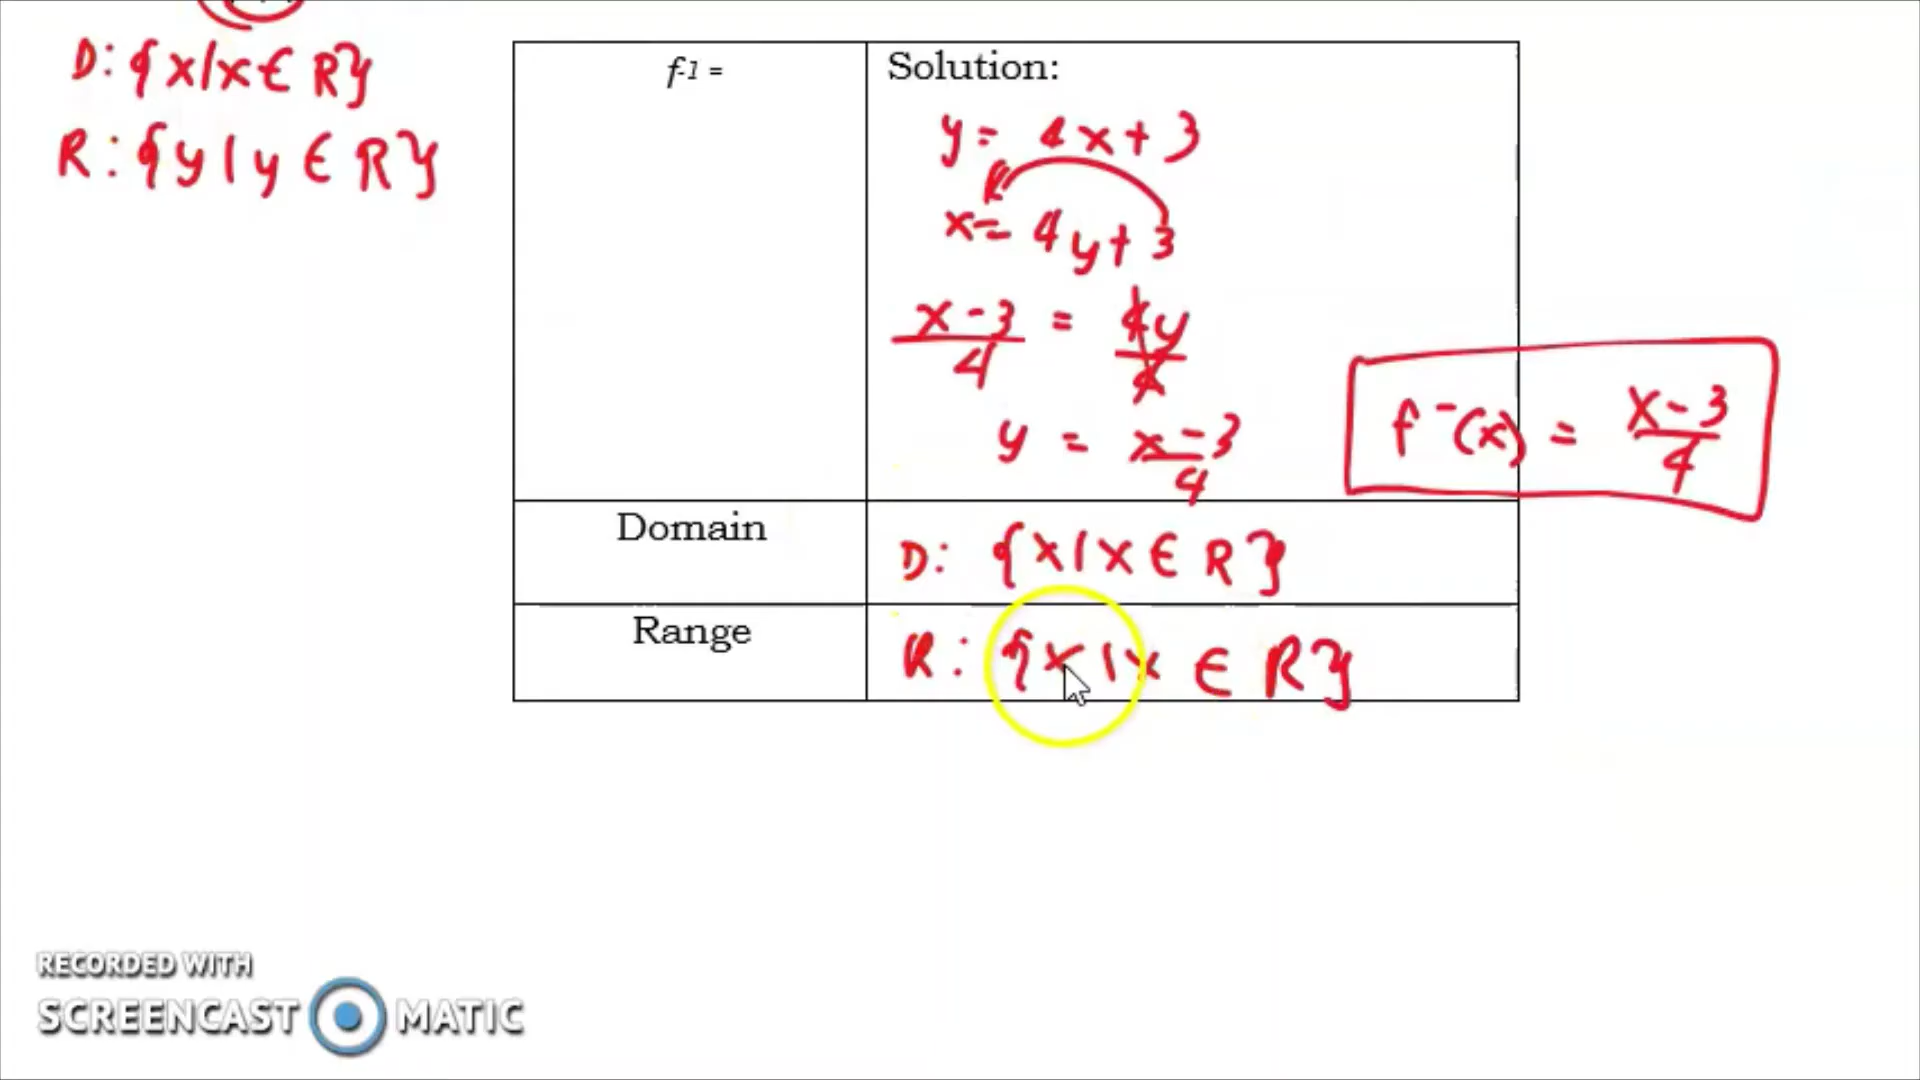 D: {x|x ∈ R}
R: {y|y ∈ R}
f-1 =
Solution:
y = 4x + 3
x = 4y + 3
x - 3 / 4 = 4y / 4
y = x - 3 / 4
f⁻(x) = x - 3 / 4
Domain
D: {x|x ∈ R}
Range
R: {x|x ∈ R}
RECORDED WITH
SCREENCAST MATIC